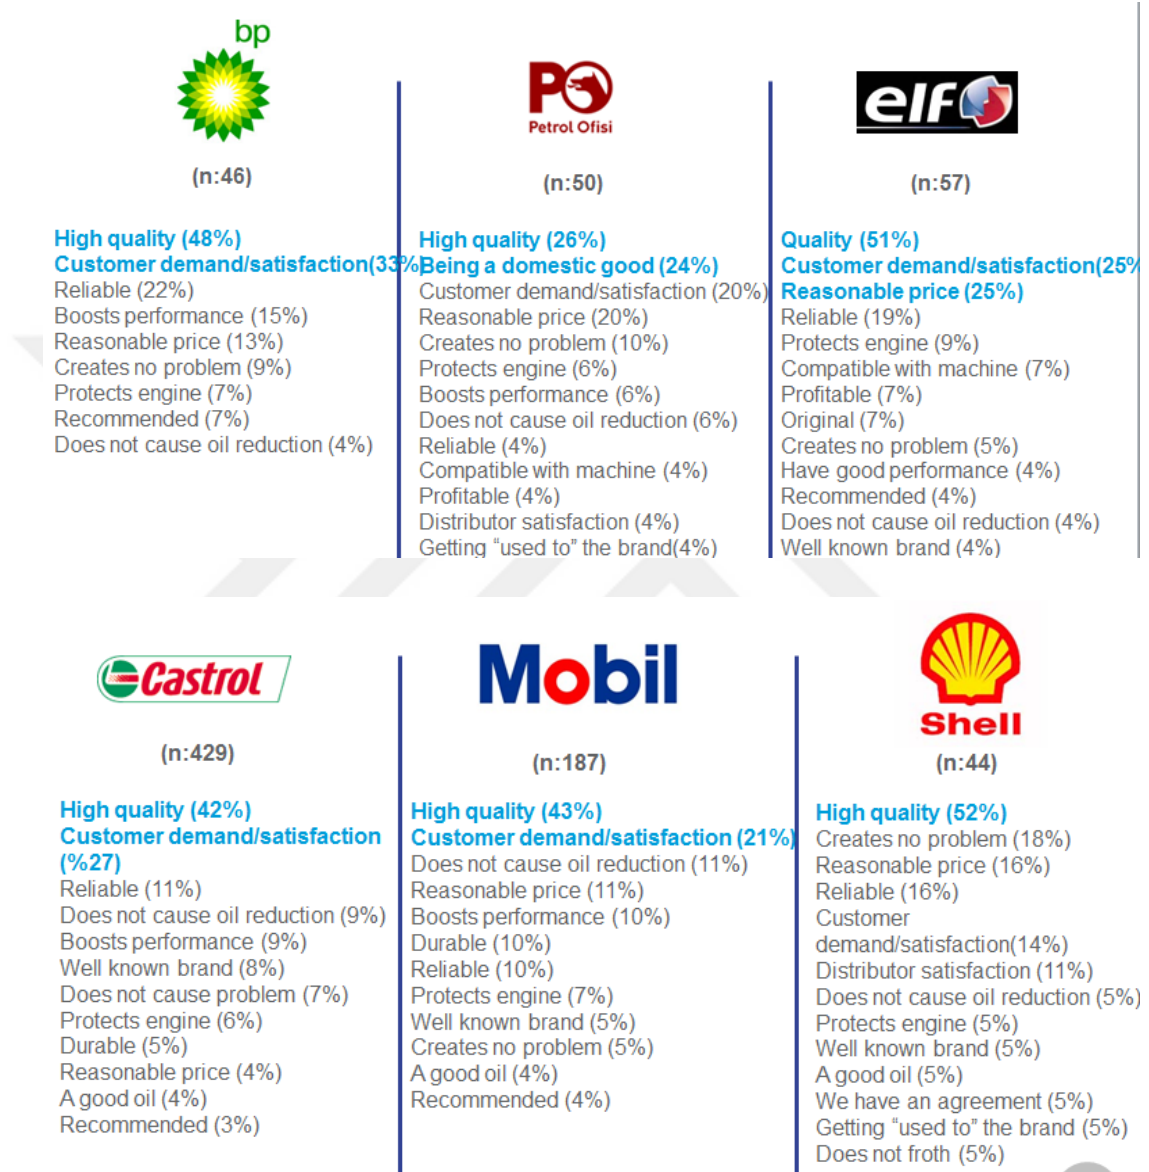 bp
(n:46)
High quality (48%)
Customer demand/satisfaction(33%)
Reliable (22%)
Boosts performance (15%)
Reasonable price (13%)
Creates no problem (9%)
Protects engine (7%)
Recommended (7%)
Does not cause oil reduction (4%)
PO
Petrol Ofisi
(n:50)
High quality (26%)
Being a domestic good (24%)
Customer demand/satisfaction (20%)
Reasonable price (20%)
Creates no problem (10%)
Protects engine (6%)
Boosts performance (6%)
Does not cause oil reduction (6%)
Reliable (4%)
Compatible with machine (4%)
Profitable (4%)
Distributor satisfaction (4%)
Getting “used to” the brand(4%)
elf
(n:57)
Quality (51%)
Customer demand/satisfaction(25%
Reasonable price (25%)
Reliable (19%)
Protects engine (9%)
Compatible with machine (7%)
Profitable (7%)
Original (7%)
Creates no problem (5%)
Have good performance (4%)
Recommended (4%)
Does not cause oil reduction (4%)
Well known brand (4%)
Castrol
(n:429)
High quality (42%)
Customer demand/satisfaction
(%27)
Reliable (11%)
Does not cause oil reduction (9%)
Boosts performance (9%)
Well known brand (8%)
Does not cause problem (7%)
Protects engine (6%)
Durable (5%)
Reasonable price (4%)
A good oil (4%)
Recommended (3%)
Mobil
(n:187)
High quality (43%)
Customer demand/satisfaction (21%)
Does not cause oil reduction (11%)
Reasonable price (11%)
Boosts performance (10%)
Durable (10%)
Reliable (10%)
Protects engine (7%)
Well known brand (5%)
Creates no problem (5%)
A good oil (4%)
Recommended (4%)
Shell
(n:44)
High quality (52%)
Creates no problem (18%)
Reasonable price (16%)
Reliable (16%)
Customer
demand/satisfaction(14%)
Distributor satisfaction (11%)
Does not cause oil reduction (5%)
Protects engine (5%)
Well known brand (5%)
A good oil (5%)
We have an agreement (5%)
Getting “used to” the brand (5%)
Does not froth (5%)